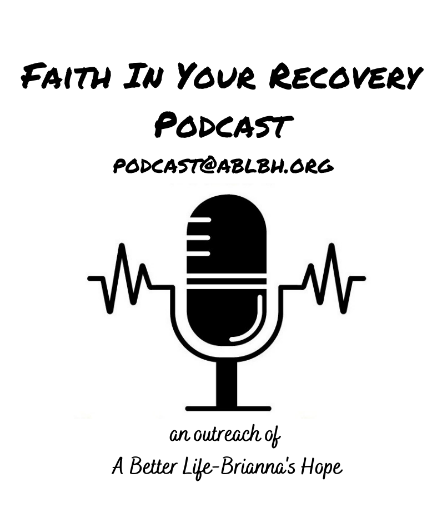 Faith In Your Recovery
Podcast
podcast@ablbh.org
an outreach of
A Better Life-Brianna's Hope